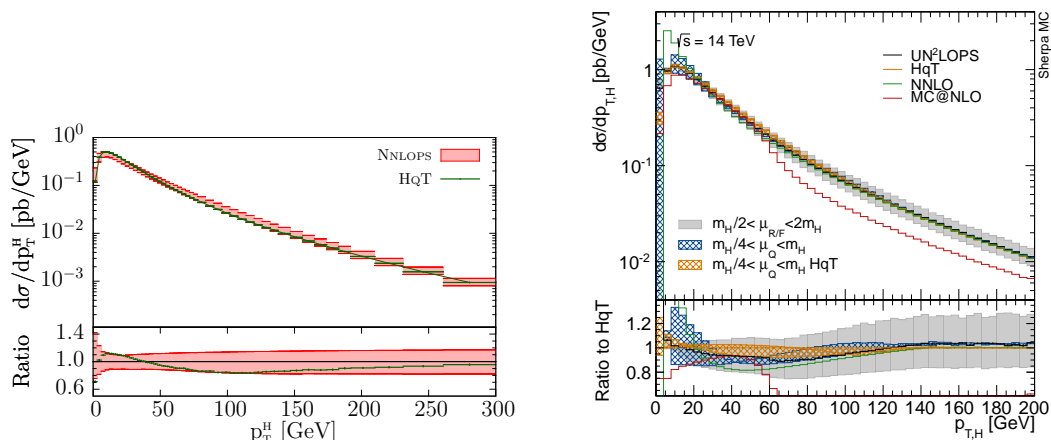 10^0
10^-1
10^-2
10^-3
dσ/dp_T^H [pb/GeV]
NNLOPS
HQT
1.4
1.0
0.6
Ratio
0 50 100 150 200 250 300
p_T^H [GeV]
dσ/dp_T,H [pb/GeV]
√s = 14 TeV
Sherpa MC
UN²LOPS
HqT
NNLO
MC@NLO
1
10^-1
10^-2
m_H/2< μ_R/F <2m_H
m_H/4< μ_Q <m_H
m_H/4< μ_Q <m_H HqT
Ratio to HqT
1.2
1
0.8
0 20 40 60 80 100 120 140 160 180 200
p_T,H [GeV]